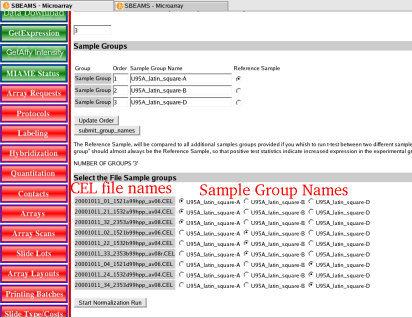 SBEAMS - Microarray
SBEAMS - Microarray
Data Download
GetExpression
GetAffy Intensity
MIAME Status
Array Requests
Protocols
Labeling
Hybridization
Quantitation
Contacts
Arrays
Array Scans
Slide Lots
Array Layouts
Printing Batches
Slide Type/Costs
3
Sample Groups
Group Order Sample Group Name Reference Sample
Sample Group 1 U95A_latin_square-A
Sample Group 2 U95A_latin_square-B
Sample Group 3 U95A_latin_square-D
Update Order
submit_group_names
The Reference Sample, will be compared to all additional samples groups provided if you which to run t-test between two different sample
group" should almost always be the Reference Sample, so that positive test statistics indicate increased expression in the experimental gr
NUMBER OF GROUPS '3'
Select the File Sample groups
CEL file names Sample Group Names
20001011_01_1521a99hpp_av06.CEL U95A_latin_square-A U95A_latin_square-B U95A_latin_square-D
20001011_21_1532a99hpp_av04.CEL U95A_latin_square-A U95A_latin_square-B U95A_latin_square-D
20001011_32_2353a99hpp_av08.CEL U95A_latin_square-A U95A_latin_square-B U95A_latin_square-D
20001011_02_1521b99hpp_av06.CEL U95A_latin_square-A U95A_latin_square-B U95A_latin_square-D
20001011_22_1532b99hpp_av04.CEL U95A_latin_square-A U95A_latin_square-B U95A_latin_square-D
20001011_33_2353b99hpp_av08r.CEL U95A_latin_square-A U95A_latin_square-B U95A_latin_square-D
20001011_04_1521d99hpp_av06.CEL U95A_latin_square-A U95A_latin_square-B U95A_latin_square-D
20001011_24_1532d99hpp_av04.CEL U95A_latin_square-A U95A_latin_square-B U95A_latin_square-D
20001011_34_2353d99hpp_av08.CEL U95A_latin_square-A U95A_latin_square-B U95A_latin_square-D
Start Normalization Run